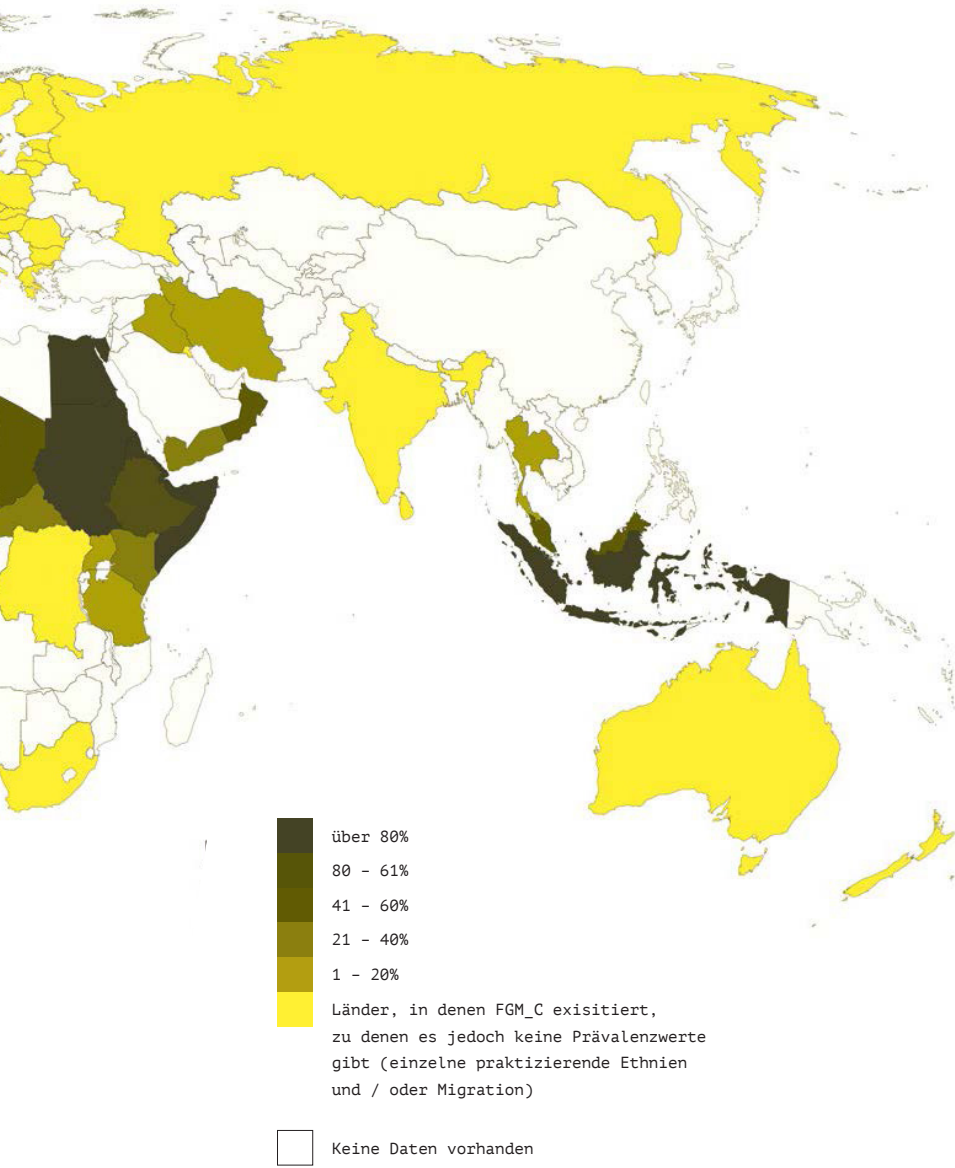 über 80%
80 – 61%
41 – 60%
21 – 40%
1 – 20%
Länder, in denen FGM_C exisitiert,
zu denen es jedoch keine Prävalenzwerte
gibt (einzelne praktizierende Ethnien
und / oder Migration)
Keine Daten vorhanden